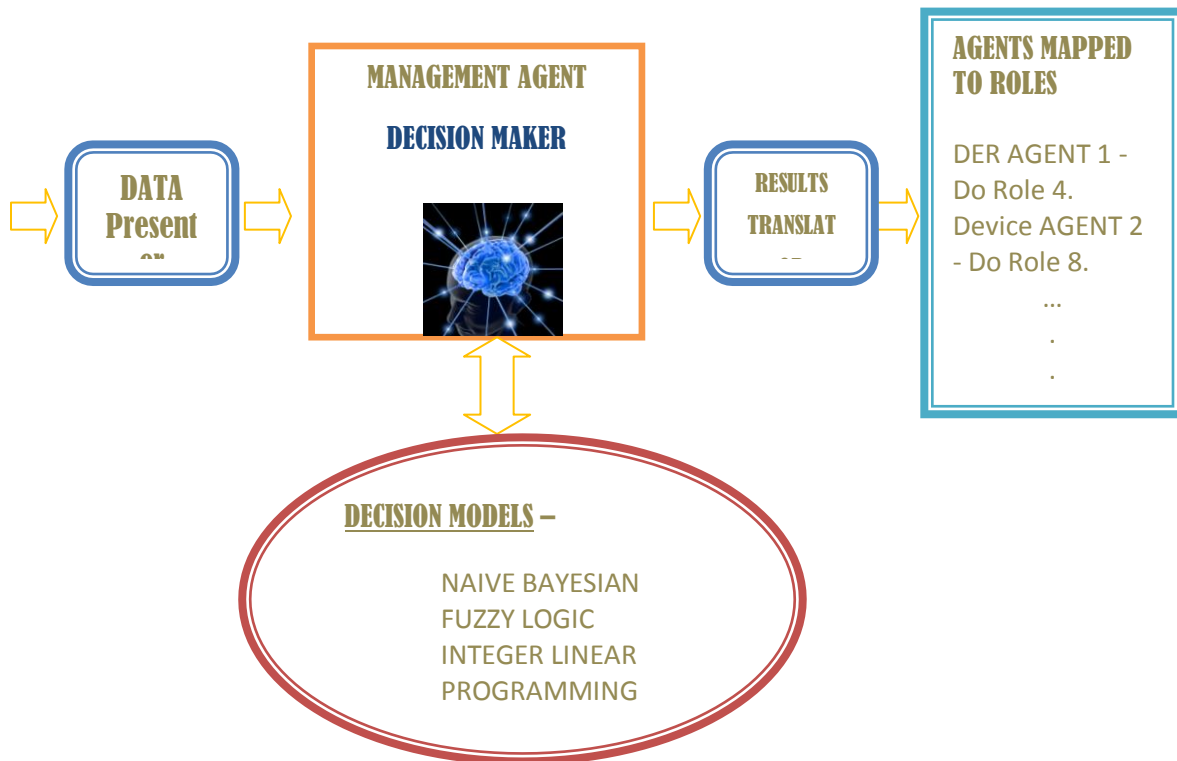 DATA
Present
MANAGEMENT AGENT
DECISION MAKER
RESULTS
TRANSLAT
AGENTS MAPPED
TO ROLES
DER AGENT 1 -
Do Role 4.
Device AGENT 2
- Do Role 8.
...
.
.
DECISION MODELS –
NAIVE BAYESIAN
FUZZY LOGIC
INTEGER LINEAR
PROGRAMMING